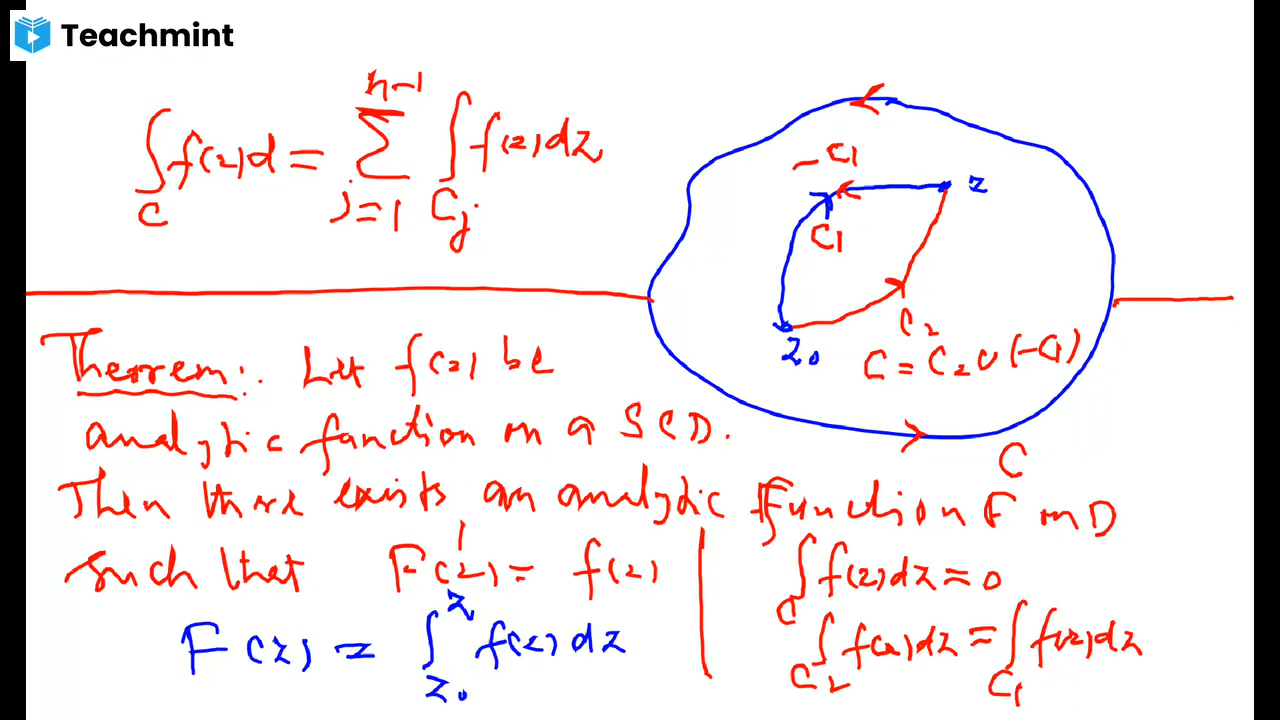 Teachmint
∫_C f(z)d = ∑_{j=1}^{n-1} ∫_{C_j} f(z)dz
-C1
z
C1
C2
Z0
C = C2 ∪ (-C1)
C
Theorem:. Let f(z) be
analytic function on a SCD.
Then there exists an analytic Function F on D
such that F'(z) = f(z)
F(z) = ∫_{z0}^{z} f(z)dz
∫_C f(z)dz = 0
∫_{C2} f(z)dz = ∫_{C1} f(z)dz